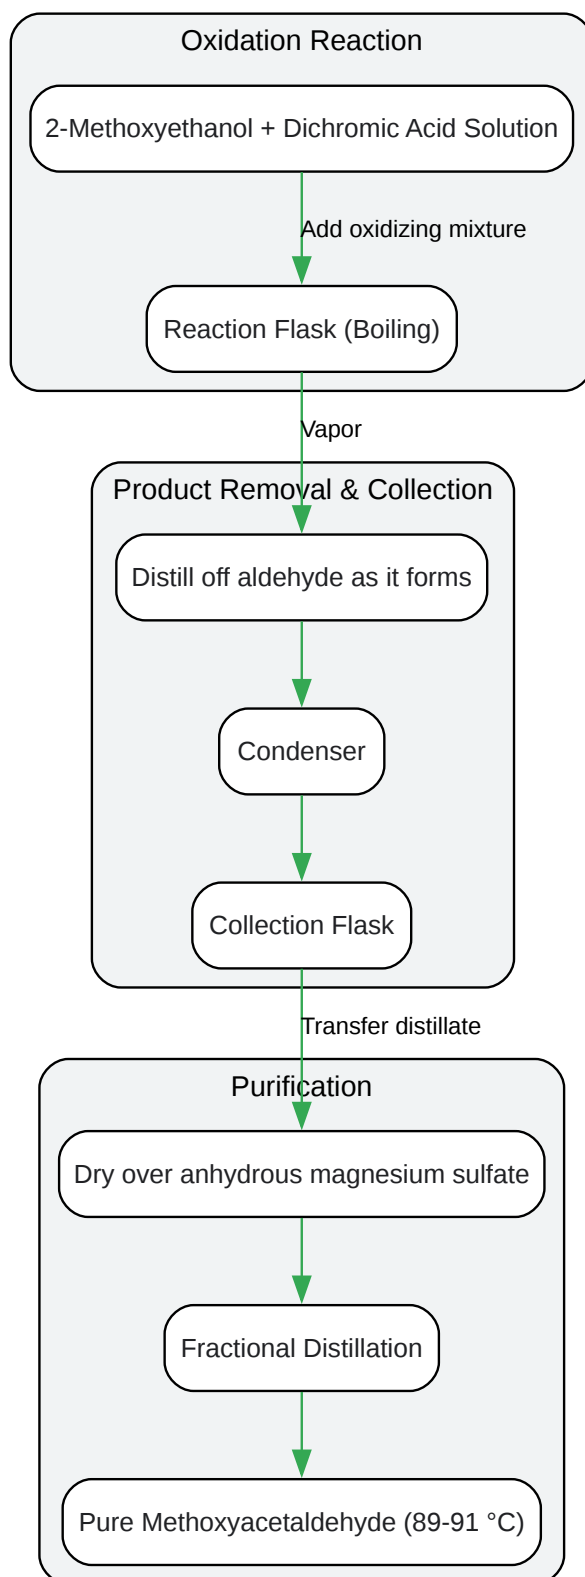 Oxidation Reaction
2-Methoxyethanol + Dichromic Acid Solution
Add oxidizing mixture
Reaction Flask (Boiling)
Vapor
Product Removal & Collection
Distill off aldehyde as it forms
Condenser
Collection Flask
Transfer distillate
Purification
Dry over anhydrous magnesium sulfate
Fractional Distillation
Pure Methoxyacetaldehyde (89-91 °C)